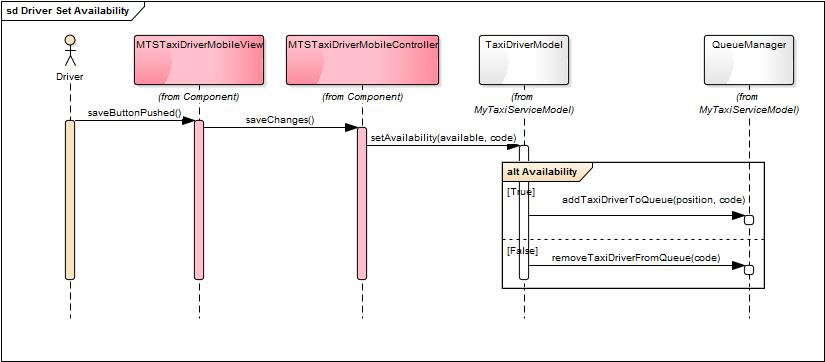 sd Driver Set Availability
Driver
MTSTaxiDriverMobileView
(from Component)
MTSTaxiDriverMobileController
(from Component)
TaxiDriverModel
(from
MyTaxiServiceModel)
QueueManager
(from
MyTaxiServiceModel)
saveButtonPushed()
saveChanges()
setAvailability(available, code)
alt Availability
[True]
addTaxiDriverToQueue(position, code)
[False]
removeTaxiDriverFromQueue(code)